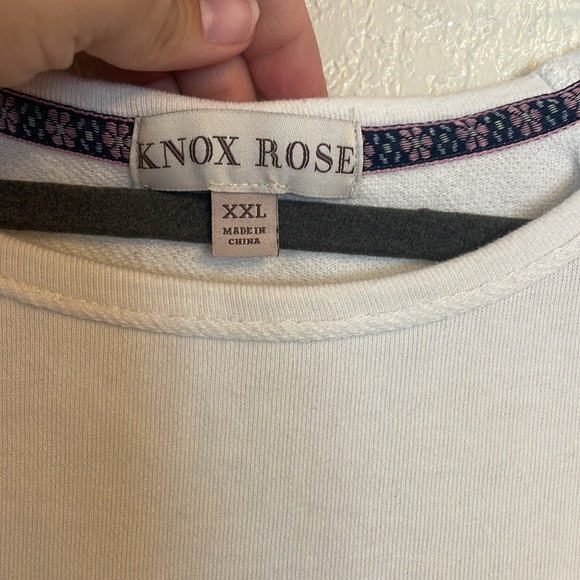 KNOX ROSE
XXL
MADE IN
CHINA